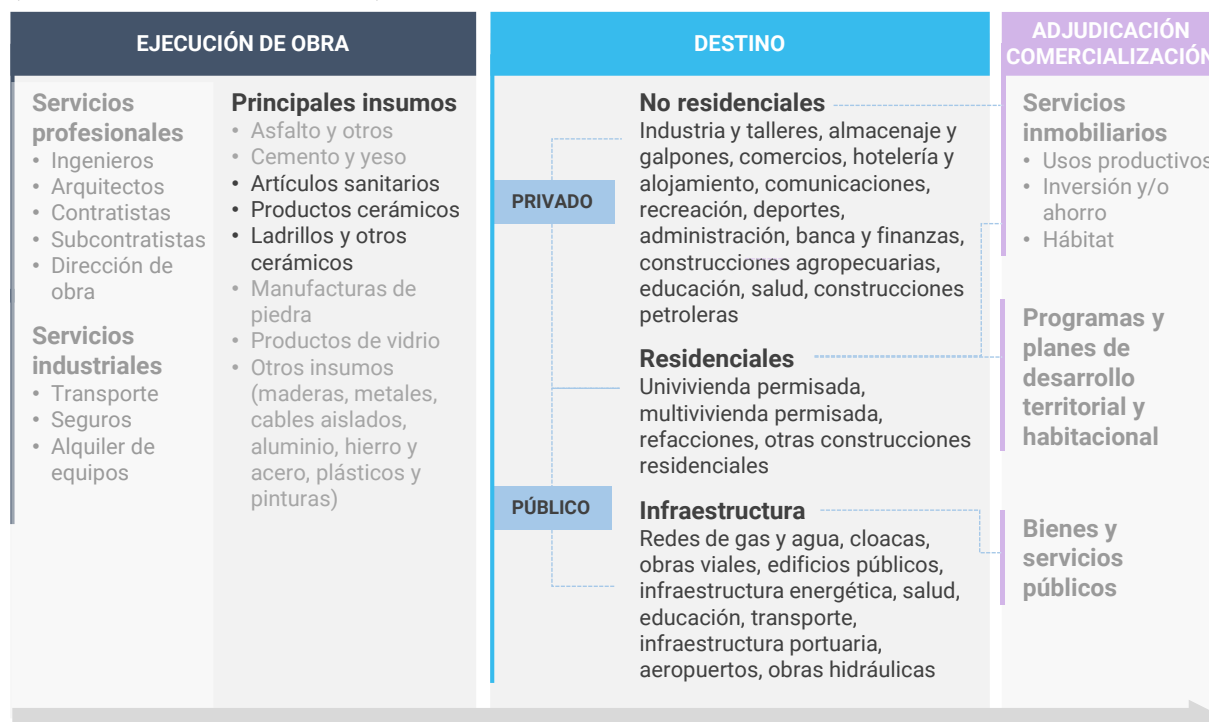 EJECUCIÓN DE OBRA
Servicios
profesionales
• Ingenieros
• Arquitectos
• Contratistas
• Subcontratistas
• Dirección de
obra
Servicios
industriales
• Transporte
• Seguros
• Alquiler de
equipos
Principales insumos
• Asfalto y otros
• Cemento y yeso
• Artículos sanitarios
• Productos cerámicos
• Ladrillos y otros
cerámicos
• Manufacturas de
piedra
• Productos de vidrio
• Otros insumos
(maderas, metales,
cables aislados,
aluminio, hierro y
acero, plásticos y
pinturas)
DESTINO
PRIVADO
PÚBLICO
No residenciales
Industria y talleres, almacenaje y
galpones, comercios, hotelería y
alojamiento, comunicaciones,
recreación, deportes,
administración, banca y finanzas,
construcciones agropecuarias,
educación, salud, construcciones
petroleras
Residenciales
Univivienda permisada,
multivivienda permisada,
refacciones, otras construcciones
residenciales
Infraestructura
Redes de gas y agua, cloacas,
obras viales, edificios públicos,
infraestructura energética, salud,
educación, transporte,
infraestructura portuaria,
aeropuertos, obras hidráulicas
ADJUDICACIÓN
COMERCIALIZACIÓN
Servicios
inmobiliarios
• Usos productivos
• Inversión y/o
ahorro
• Hábitat
Programas y
planes de
desarrollo
territorial y
habitacional
Bienes y
servicios
públicos